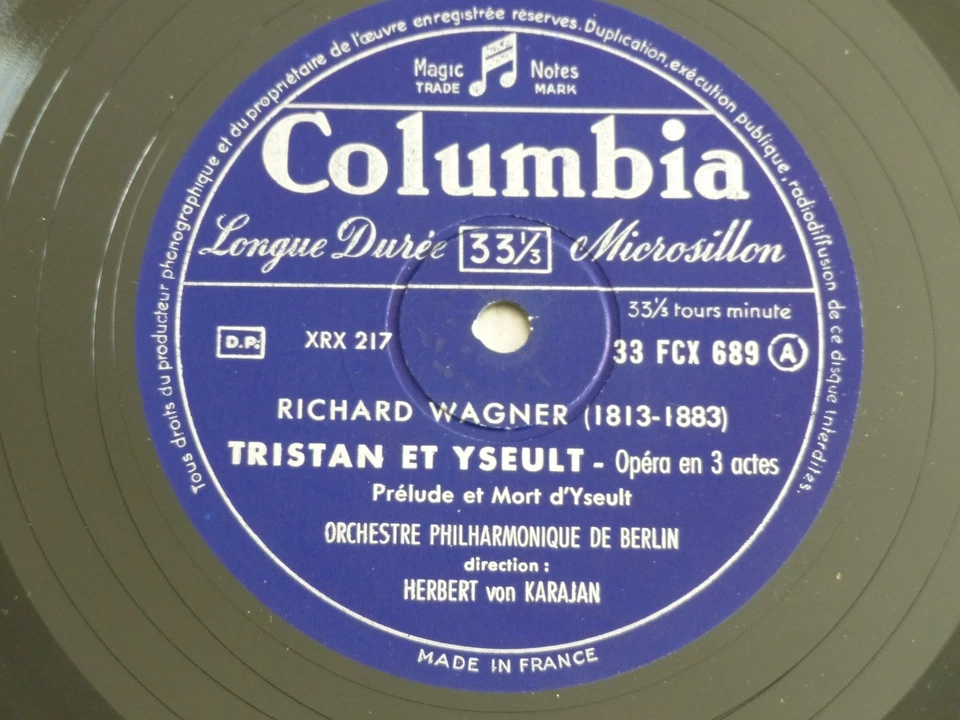 Tous droits du producteur phonographique et du propriétaire de l'œuvre enregistrée réservés. Duplication, exécution publique, radiodiffusion de ce disque interdites.
Magic Notes
TRADE MARK
Columbia
Longue Durée 33⅓ Microsillon
33⅓ tours minute
D.P. XRX 217 33 FCX 689 A
RICHARD WAGNER (1813-1883)
TRISTAN ET YSEULT - Opéra en 3 actes
Prélude et Mort d'Yseult
ORCHESTRE PHILHARMONIQUE DE BERLIN
direction :
HERBERT von KARAJAN
MADE IN FRANCE